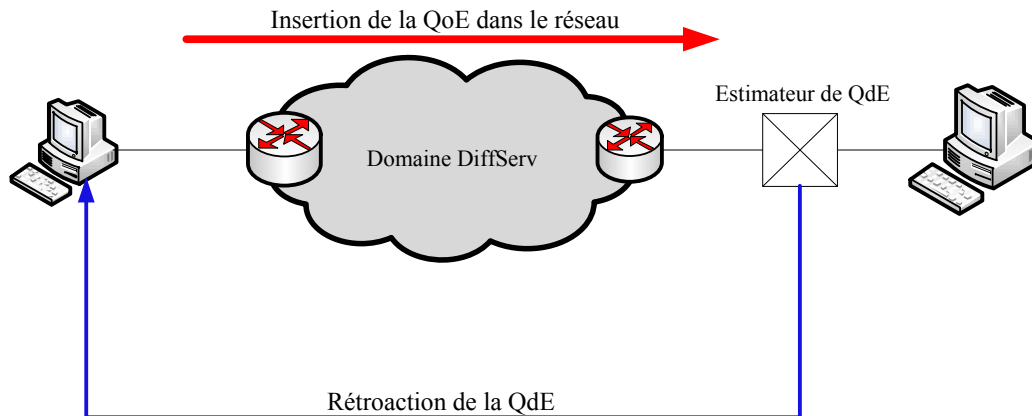 Insertion de la QoE dans le réseau
Estimateur de QdE
Domaine DiffServ
Rétroaction de la QdE